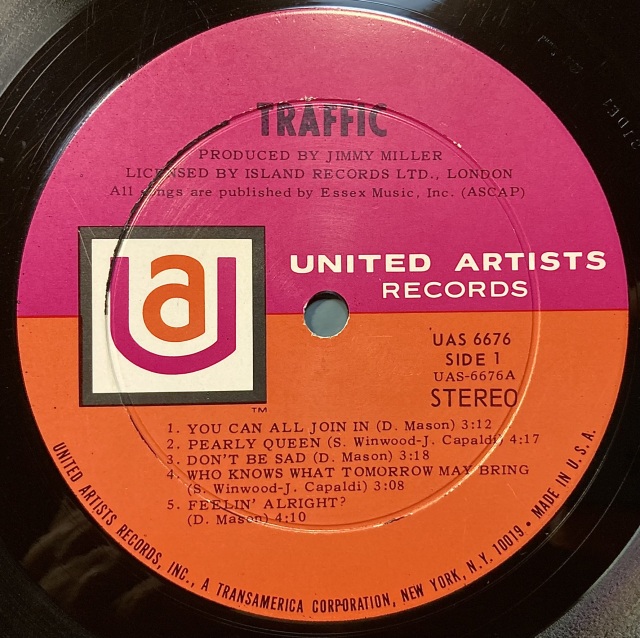 TRAFFIC
PRODUCED BY JIMMY MILLER
LICENSED BY ISLAND RECORDS LTD., LONDON
All songs are published by Essex Music, Inc. (ASCAP)
ua
TM
UNITED ARTISTS
RECORDS
UAS 6676
SIDE 1
UAS-6676A
STEREO
1. YOU CAN ALL JOIN IN (D. Mason) 3:12
2. PEARLY QUEEN (S. Winwood-J. Capaldi) 4:17
3. DON'T BE SAD (D. Mason) 3:18
4. WHO KNOWS WHAT TOMORROW MAY BRING
(S. Winwood-J. Capaldi) 3:08
5. FEELIN' ALRIGHT?
(D. Mason) 4:10
UNITED ARTISTS RECORDS, INC., A TRANSAMERICA CORPORATION, NEW YORK, N.Y. 10019 • MADE IN U.S.A.